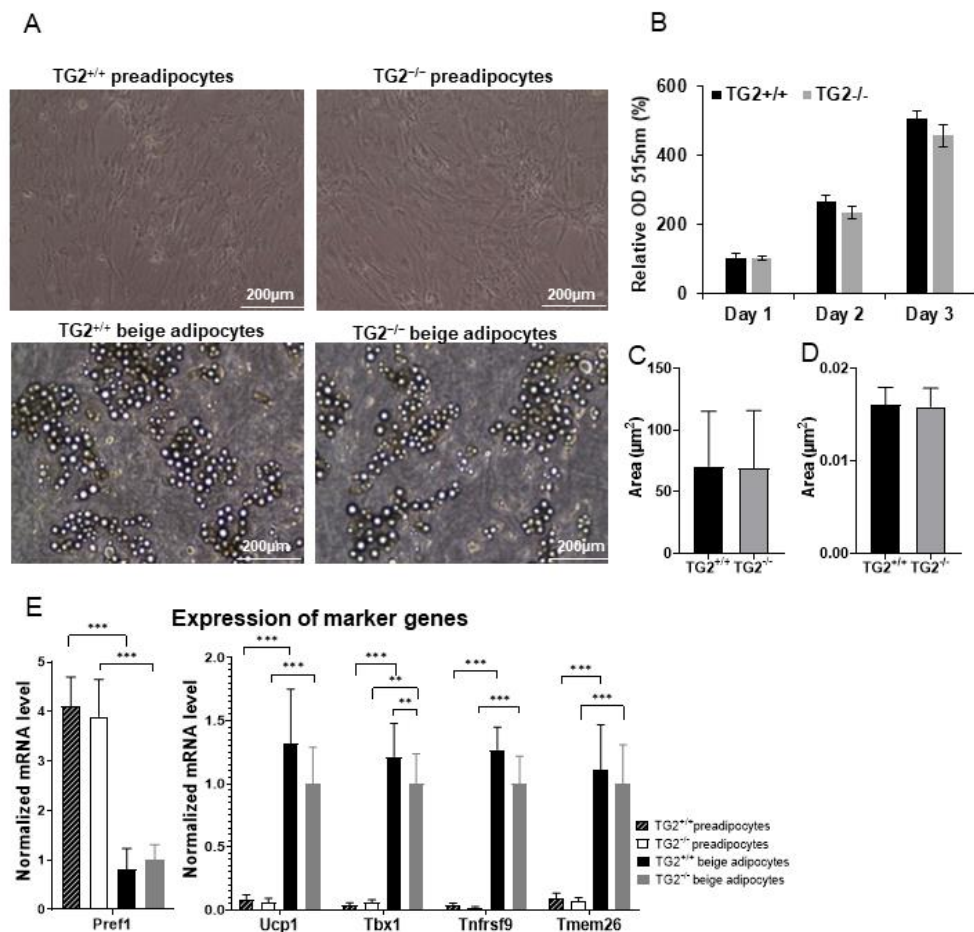 A
TG2+/+ preadipocytes
TG2−/− preadipocytes
200µm
200µm
TG2+/+ beige adipocytes
TG2−/− beige adipocytes
200µm
200µm
B
Relative OD 515nm (%)
600
400
200
0
TG2+/+ TG2-/-
Day 1 Day 2 Day 3
C
Area (µm2)
150
100
50
0
TG2+/+ TG2-/-
D
Area (µm2)
0.02
0.01
0.00
TG2+/+ TG2-/-
E
Expression of marker genes
***
***
Normalized mRNA level
5
4
3
2
1
0
Pref1
Normalized mRNA level
2.0
1.5
1.0
0.5
0.0
***
***
***
**
**
***
***
***
***
Ucp1 Tbx1 Tnfrsf9 Tmem26
TG2+/+ preadipocytes
TG2-/- preadipocytes
TG2+/+ beige adipocytes
TG2-/- beige adipocytes